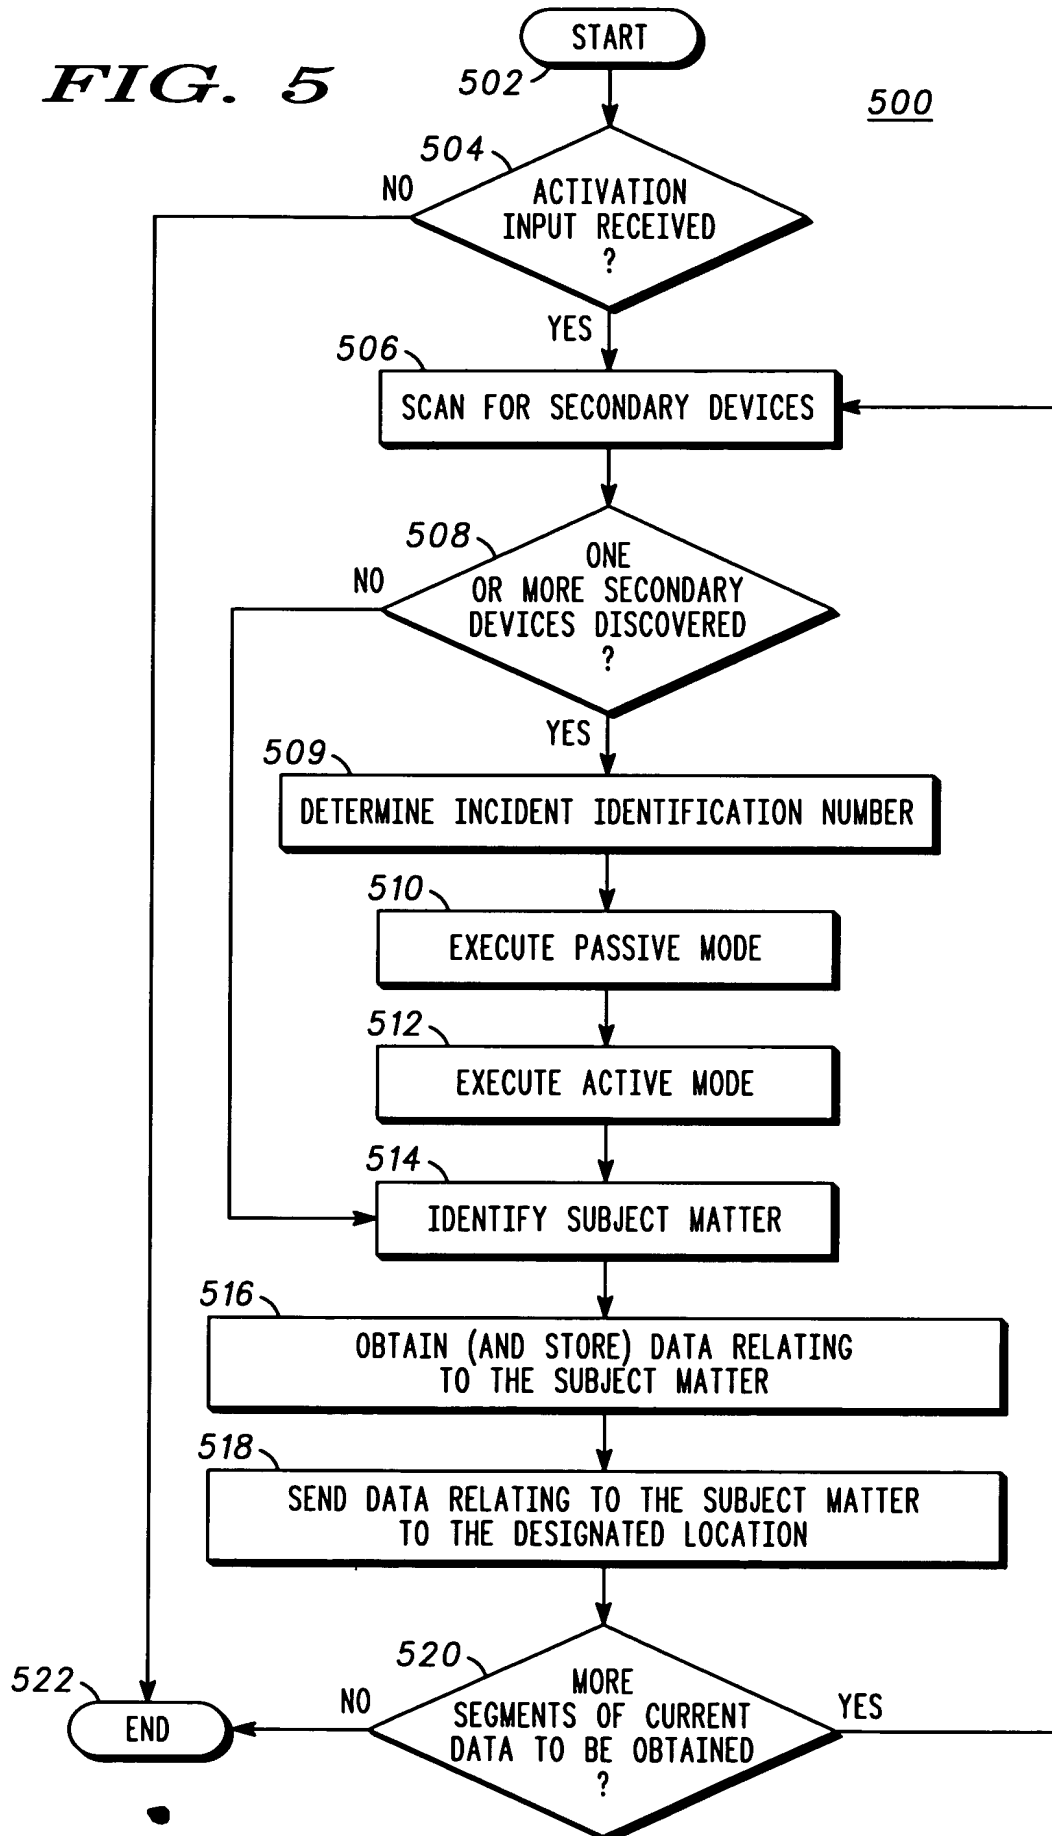 FIG. 5
START
502
500
504
NO
ACTIVATION
INPUT RECEIVED
?
YES
506
SCAN FOR SECONDARY DEVICES
508
NO
ONE
OR MORE SECONDARY
DEVICES DISCOVERED
?
YES
509
DETERMINE INCIDENT IDENTIFICATION NUMBER
510
EXECUTE PASSIVE MODE
512
EXECUTE ACTIVE MODE
514
IDENTIFY SUBJECT MATTER
516
OBTAIN (AND STORE) DATA RELATING
TO THE SUBJECT MATTER
518
SEND DATA RELATING TO THE SUBJECT MATTER
TO THE DESIGNATED LOCATION
520
MORE
SEGMENTS OF CURRENT
DATA TO BE OBTAINED
?
NO
YES
522
END